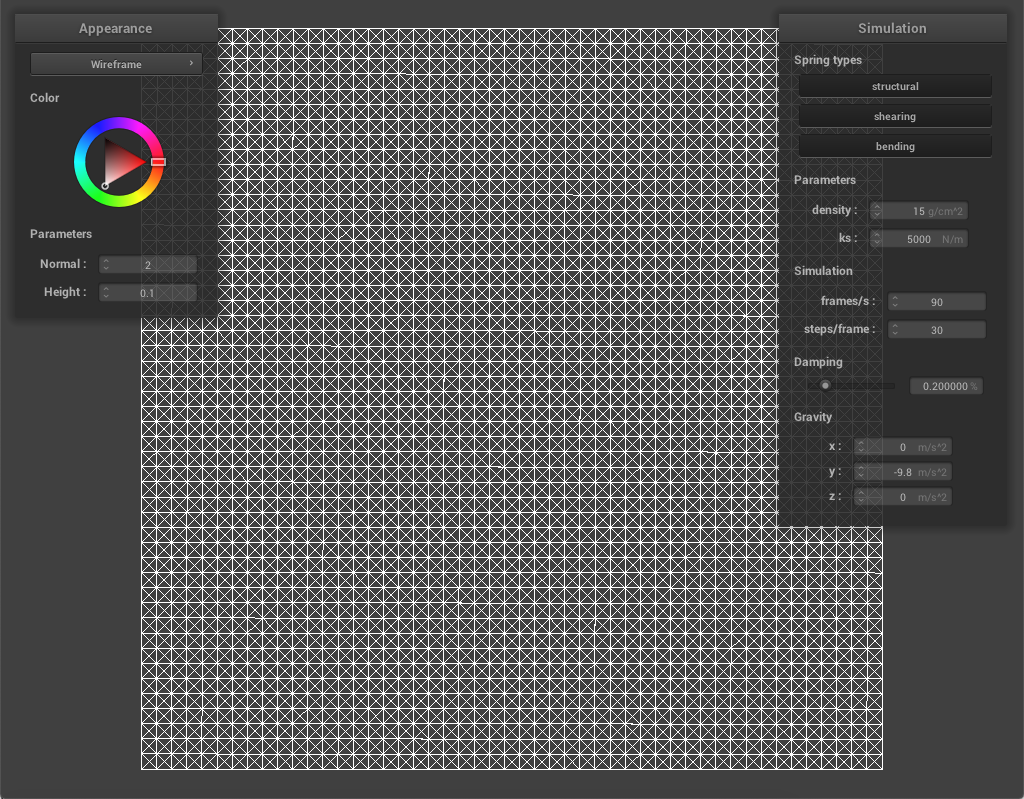 Appearance
Wireframe
Color
Parameters
Normal : 2
Height : 0.1
Simulation
Spring types
structural
shearing
bending
Parameters
density : 15 g/cm^2
ks : 5000 N/m
Simulation
frames/s : 90
steps/frame : 30
Damping
0.200000 %
Gravity
x : 0 m/s^2
y : -9.8 m/s^2
z : 0 m/s^2